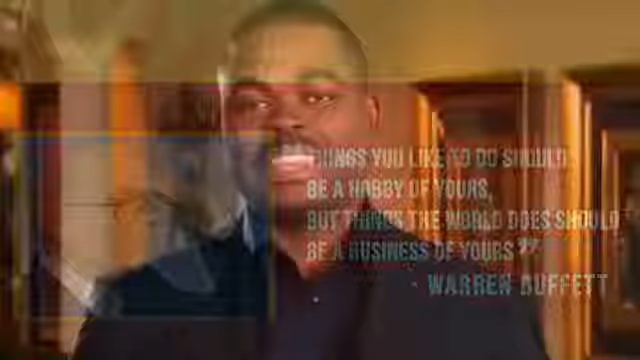 THINGS YOU LIKE TO DO SHOULD
BE A HOBBY OF YOURS,
BUT THINGS THE WORLD DOES SHOULD
BE A BUSINESS OF YOURS”
WARREN BUFFETT